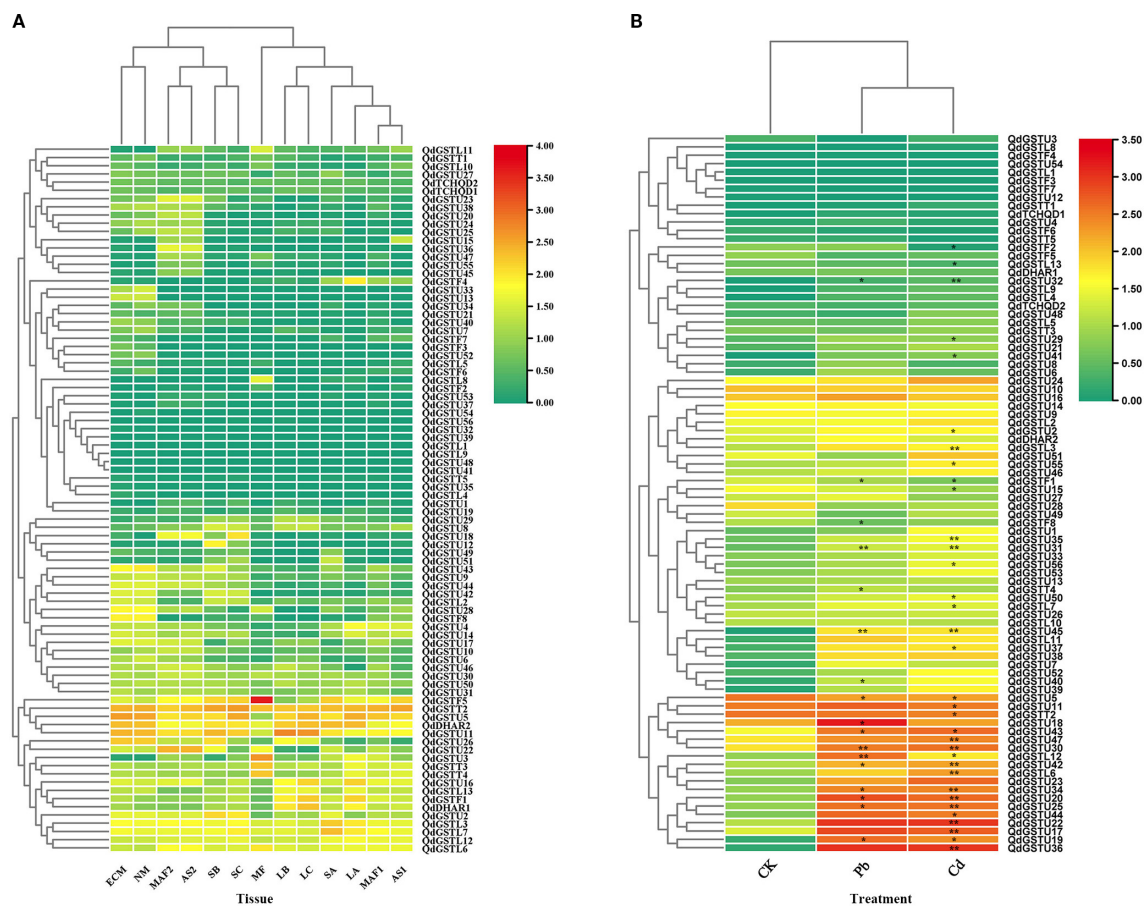 A
B
QdGSTL11
QdGSTT1
QdGSTL10
QdGSTU27
QdTCHQD2
QdTCHQD1
QdGSTU23
QdGSTU38
QdGSTU20
QdGSTU24
QdGSTU25
QdGSTU15
QdGSTU36
QdGSTU47
QdGSTU55
QdGSTU45
QdGSTF4
QdGSTU33
QdGSTU13
QdGSTU34
QdGSTU21
QdGSTU40
QdGSTU7
QdGSTF7
QdGSTF3
QdGSTU52
QdGSTL5
QdGSTF6
QdGSTL8
QdGSTF2
QdGSTU53
QdGSTU37
QdGSTU54
QdGSTU56
QdGSTU32
QdGSTU39
QdGSTL1
QdGSTL9
QdGSTU48
QdGSTU41
QdGSTT5
QdGSTU35
QdGSTL4
QdGSTU1
QdGSTU19
QdGSTU29
QdGSTU8
QdGSTU18
QdGSTU12
QdGSTU49
QdGSTU51
QdGSTU43
QdGSTU9
QdGSTU44
QdGSTU42
QdGSTL2
QdGSTU28
QdGSTF8
QdGSTU4
QdGSTU14
QdGSTU17
QdGSTU10
QdGSTU6
QdGSTU46
QdGSTU30
QdGSTU50
QdGSTU31
QdGSTF5
QdGSTT2
QdGSTU5
QdDHAR2
QdGSTU11
QdGSTU26
QdGSTU22
QdGSTU3
QdGSTT3
QdGSTT4
QdGSTU16
QdGSTL13
QdGSTF1
QdDHAR1
QdGSTU2
QdGSTL3
QdGSTL7
QdGSTL12
QdGSTL6
4.00
3.50
3.00
2.50
2.00
1.50
1.00
0.50
0.00
ECM NM MAF2 AS2 SB SC MF LB LC SA LA MAF1 AS1
Tissue
QdGSTU3
QdGSTL8
QdGSTF4
QdGSTU54
QdGSTL1
QdGSTF3
QdGSTF7
QdGSTU12
QdGSTT1
QdTCHQD1
QdGSTU4
QdGSTF6
QdGSTT5
* QdGSTF2
QdGSTF5
* QdGSTL13
QdDHAR1
* ** QdGSTU32
QdGSTL9
QdGSTL4
QdTCHQD2
QdGSTU48
QdGSTL5
QdGSTT3
* QdGSTU29
QdGSTU21
* QdGSTU41
QdGSTU8
QdGSTU6
QdGSTU24
QdGSTU10
QdGSTU16
QdGSTU14
QdGSTU9
QdGSTL2
* QdGSTU2
QdDHAR2
** QdGSTL3
QdGSTU51
* QdGSTU55
QdGSTU46
* * QdGSTF1
* QdGSTU15
QdGSTU27
QdGSTU28
QdGSTU49
* QdGSTF8
QdGSTU1
** QdGSTU35
** ** QdGSTU31
QdGSTU33
* QdGSTU56
QdGSTU53
QdGSTU13
* QdGSTT4
* QdGSTU50
* QdGSTL7
QdGSTU26
QdGSTL10
** ** QdGSTU45
QdGSTL11
* QdGSTU37
QdGSTU38
QdGSTU7
QdGSTU52
* QdGSTU40
QdGSTU39
* * QdGSTU5
* QdGSTU11
* QdGSTT2
* QdGSTU18
* * QdGSTU43
** QdGSTU47
** ** QdGSTU30
** * QdGSTL12
* ** QdGSTU42
** QdGSTL6
QdGSTU23
* ** QdGSTU34
* ** QdGSTU20
* ** QdGSTU25
* QdGSTU44
** QdGSTU22
** QdGSTU17
* * QdGSTU19
** QdGSTU36
3.50
3.00
2.50
2.00
1.50
1.00
0.50
0.00
CK Pb Cd
Treatment